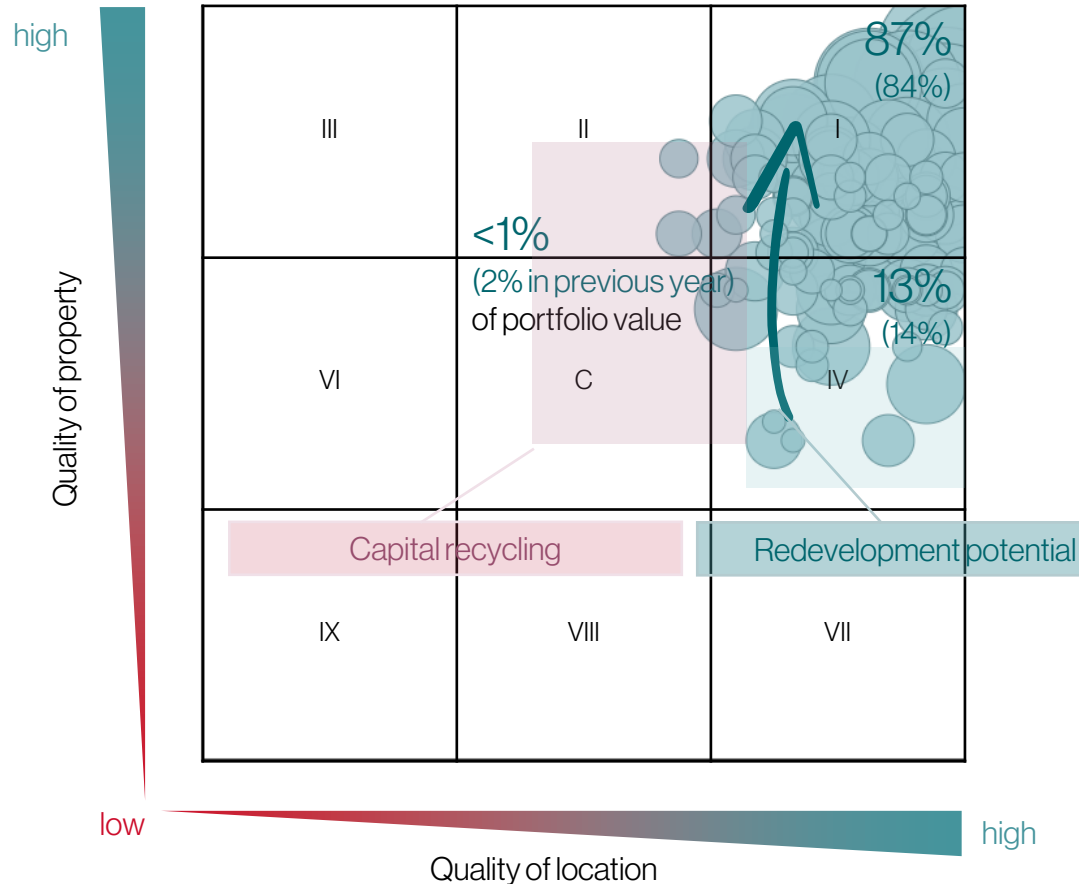 high
87%
(84%)
III
II
I
<1%
(2% in previous year)
of portfolio value
13%
(14%)
Quality of property
VI
C
IV
Capital recycling
Redevelopment potential
IX
VIII
VII
low
high
Quality of location